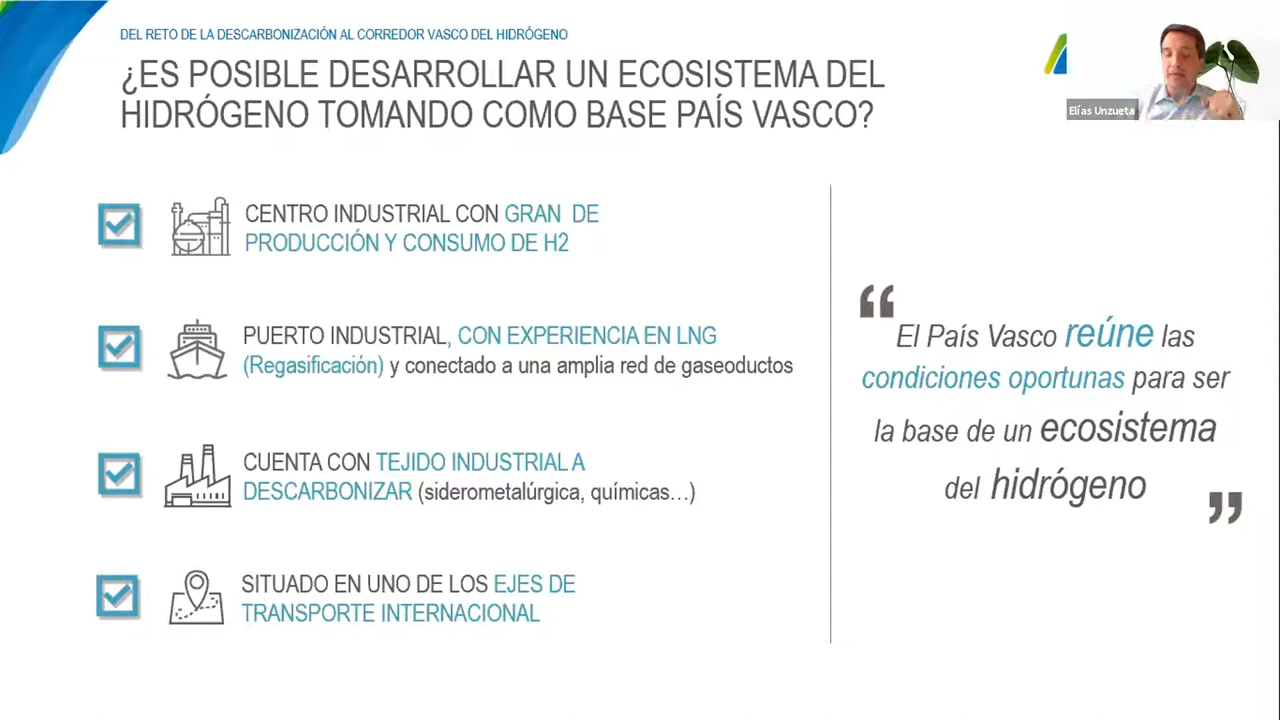 DEL RETO DE LA DESCARBONIZACIÓN AL CORREDOR VASCO DEL HIDRÓGENO
¿ES POSIBLE DESARROLLAR UN ECOSISTEMA DEL
HIDRÓGENO TOMANDO COMO BASE PAÍS VASCO?
Elías Unzueta
CENTRO INDUSTRIAL CON GRAN DE
PRODUCCIÓN Y CONSUMO DE H2
PUERTO INDUSTRIAL, CON EXPERIENCIA EN LNG
(Regasificación) y conectado a una amplia red de gaseoductos
CUENTA CON TEJIDO INDUSTRIAL A
DESCARBONIZAR (siderometalúrgica, químicas…)
SITUADO EN UNO DE LOS EJES DE
TRANSPORTE INTERNACIONAL
“El País Vasco reúne las
condiciones oportunas para ser
la base de un ecosistema
del hidrógeno”